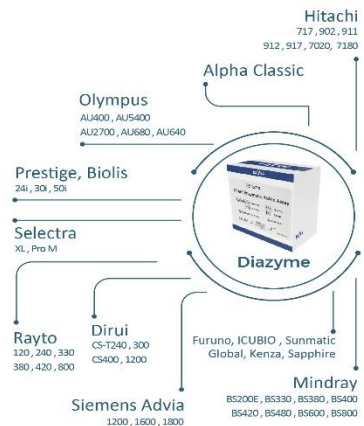 Hitachi
717 , 902 , 911
912 , 917 , 7020 , 7180
Alpha Classic
Olympus
AU400 , AU5400
AU2700 , AU680 , AU640
Prestige, Biolis
24i , 30i , 50i
Selectra
XL, Pro M
Diazyme
Rayto
120 , 240 , 330
380 , 420 , 800
Dirui
CS-T240 , 300
CS400 , 1200
Siemens Advia
1200 , 1600 , 1800
Furuno, ICUBIO , Sunmatic
Global, Kenza, Sapphire
Mindray
BS200E , BS330 , BS380 , BS400
BS420 , BS480 , BS600 , BS800